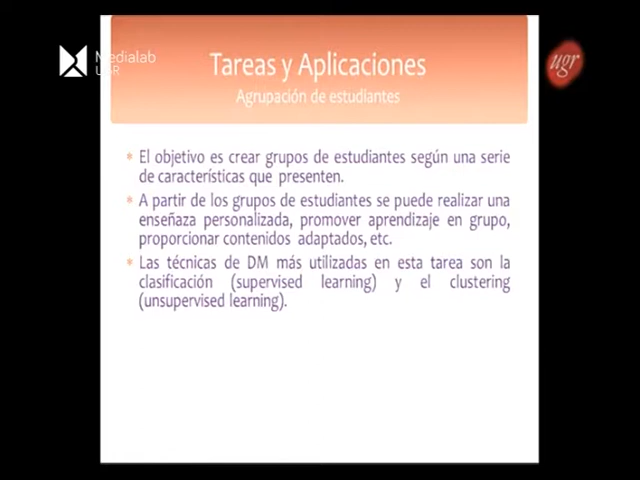 Medialab
UGR
ugr
Tareas y Aplicaciones
Agrupación de estudiantes
* El objetivo es crear grupos de estudiantes según una serie
de características que presenten.
* A partir de los grupos de estudiantes se puede realizar una
enseñaza personalizada, promover aprendizaje en grupo,
proporcionar contenidos adaptados, etc.
* Las técnicas de DM más utilizadas en esta tarea son la
clasificación (supervised learning) y el clustering
(unsupervised learning).